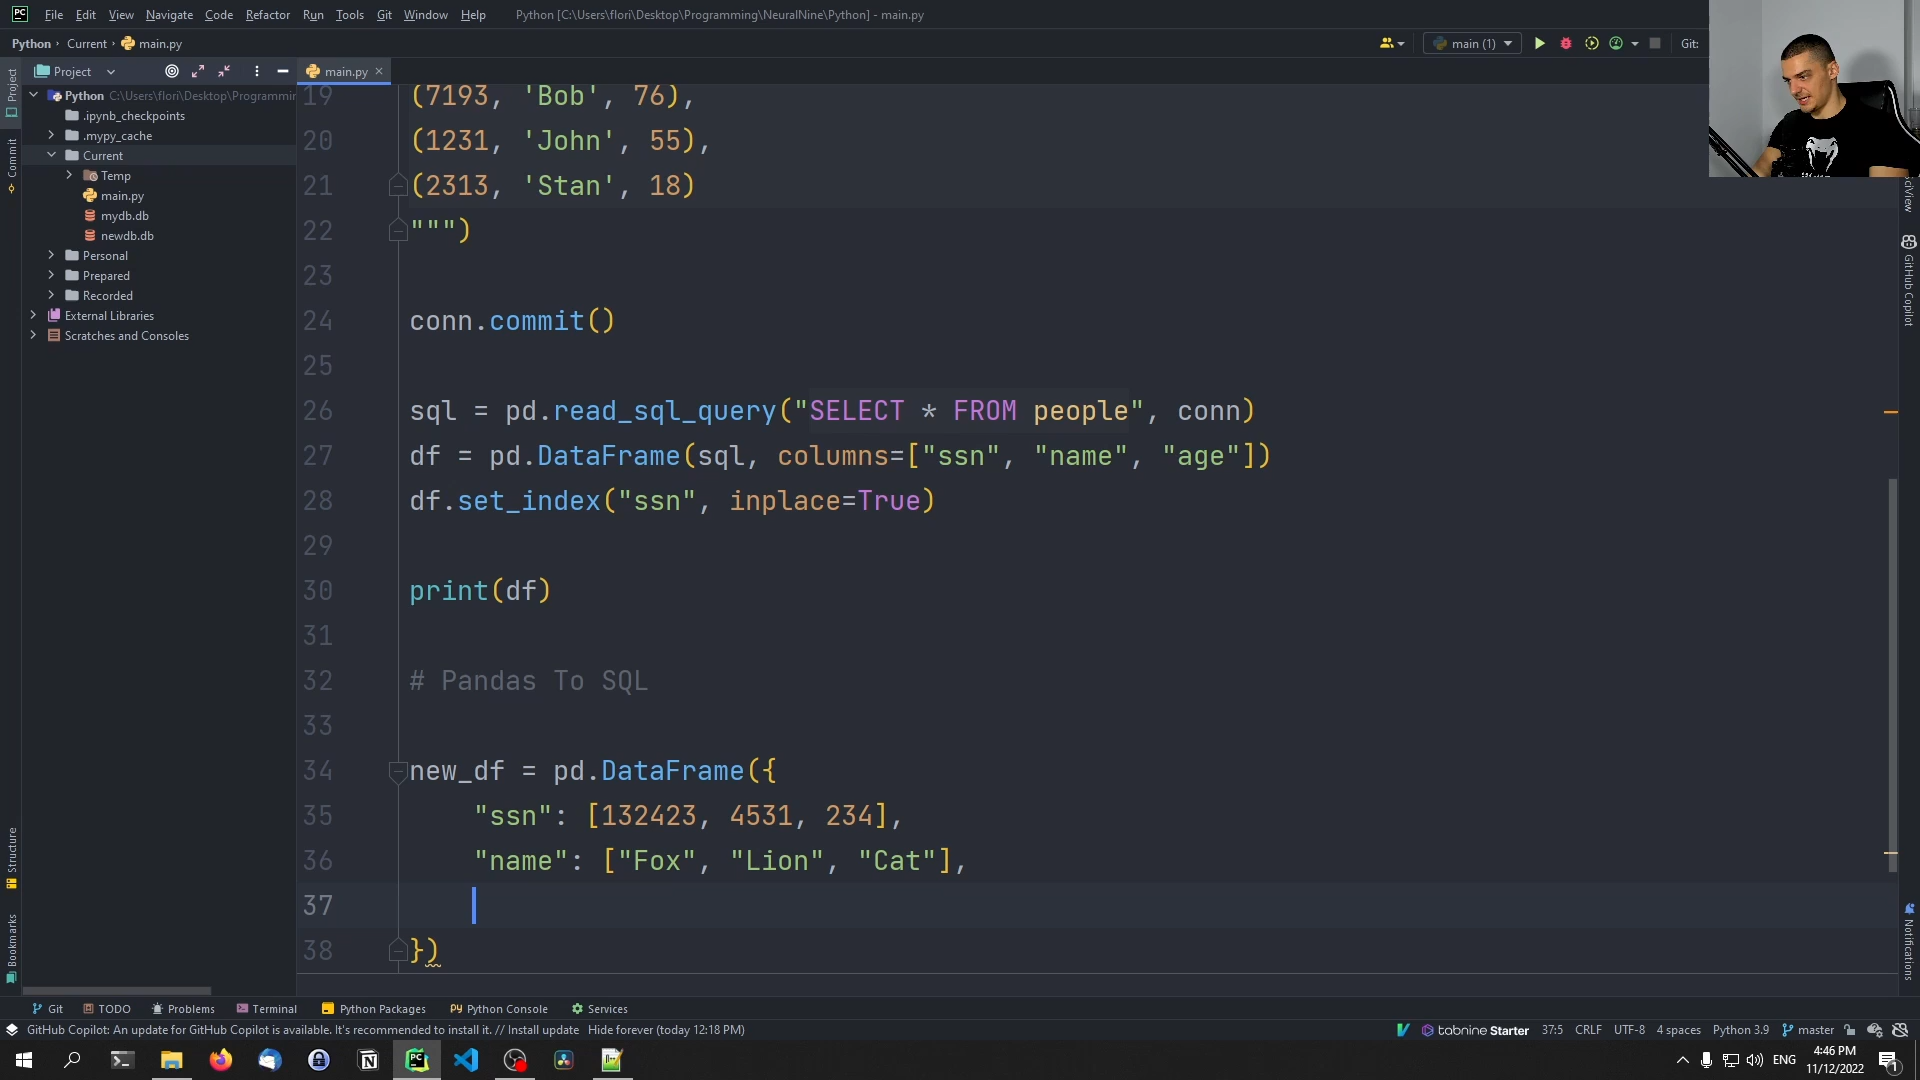 PC File Edit View Navigate Code Refactor Run Tools Git Window Help Python [C:\Users\flori\Desktop\Programming\NeuralNine\Python] - main.py
Python › Current › main.py
main (1)
Git:
Project
main.py
Project
Commit
Structure
Bookmarks
Python C:\Users\flori\Desktop\Programmin
.ipynb_checkpoints
.mypy_cache
Current
Temp
main.py
mydb.db
newdb.db
Personal
Prepared
Recorded
External Libraries
Scratches and Consoles
19 (7193, 'Bob', 76),
20 (1231, 'John', 55),
21 (2313, 'Stan', 18)
22 """)
23
24 conn.commit()
25
26 sql = pd.read_sql_query("SELECT * FROM people", conn)
27 df = pd.DataFrame(sql, columns=["ssn", "name", "age"])
28 df.set_index("ssn", inplace=True)
29
30 print(df)
31
32 # Pandas To SQL
33
34 new_df = pd.DataFrame({
35 "ssn": [132423, 4531, 234],
36 "name": ["Fox", "Lion", "Cat"],
37
38 })
SciView
GitHub Copilot
Notifications
Git TODO Problems Terminal Python Packages Python Console Services
GitHub Copilot: An update for GitHub Copilot is available. It's recommended to install it. // Install update Hide forever (today 12:18 PM)
tabnine Starter 37:5 CRLF UTF-8 4 spaces Python 3.9 master
ENG
4:46 PM
11/12/2022
1